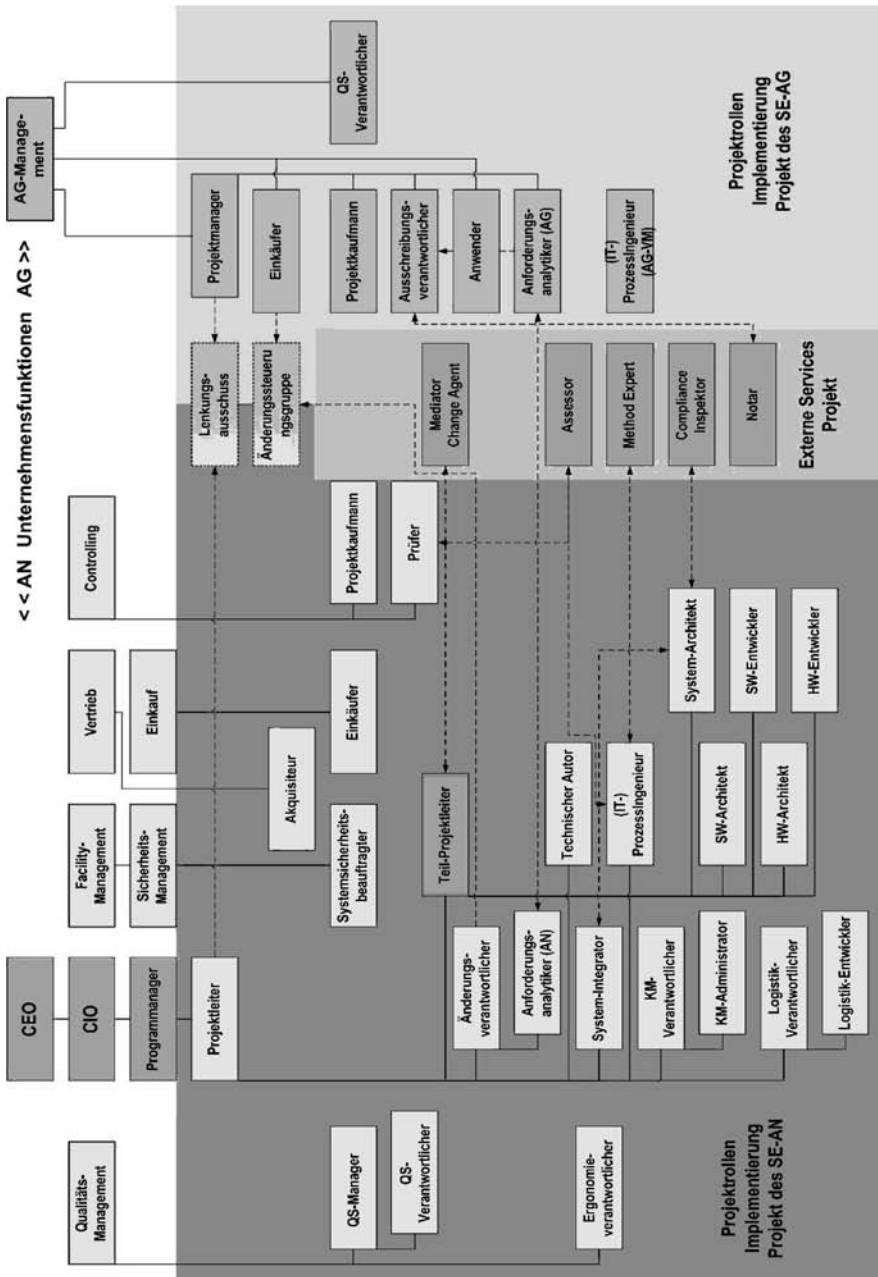 << AN Unternehmensfunktionen AG >>
AG-Manage-
ment
CEO
CIO
Programmanager
Projektleiter
Qualitäts-
Management
Facility-
Management
Sicherheits-
Management
Vertrieb
Einkauf
Controlling
Akquisiteur
QS-Manager
QS-
Verantwortlicher
Ergonomie-
verantwortlicher
Systemsicherheits-
beauftragter
Einkäufer
Projektkaufmann
Prüfer
Teil-Projektleiter
Änderungs-
verantwortlicher
Anforderungs-
analytiker (AN)
System-Integrator
KM-
Verantwortlicher
KM-Administrator
Logistik-
Verantwortlicher
Logistik-Entwickler
Technischer Autor
(IT-)
ProzessIngenieur
SW-Architekt
HW-Architekt
System-Architekt
SW-Entwickler
HW-Entwickler
Projektrollen
Implementierung
Projekt des SE-AN
Lenkungs-
ausschuss
Änderungssteueru
ngsgruppe
Mediator
Change Agent
Assessor
Method Expert
Compliance
Inspektor
Notar
Externe Services
Projekt
Projektmanager
Einkäufer
Projektkaufmann
Ausschreibungs-
verantwortlicher
Anwender
Anforderungs-
analytiker (AG)
(IT-)
ProzessIngenieur
(AG-VM)
QS-
Verantwortlicher
Projektrollen
Implementierung
Projekt des SE-AG